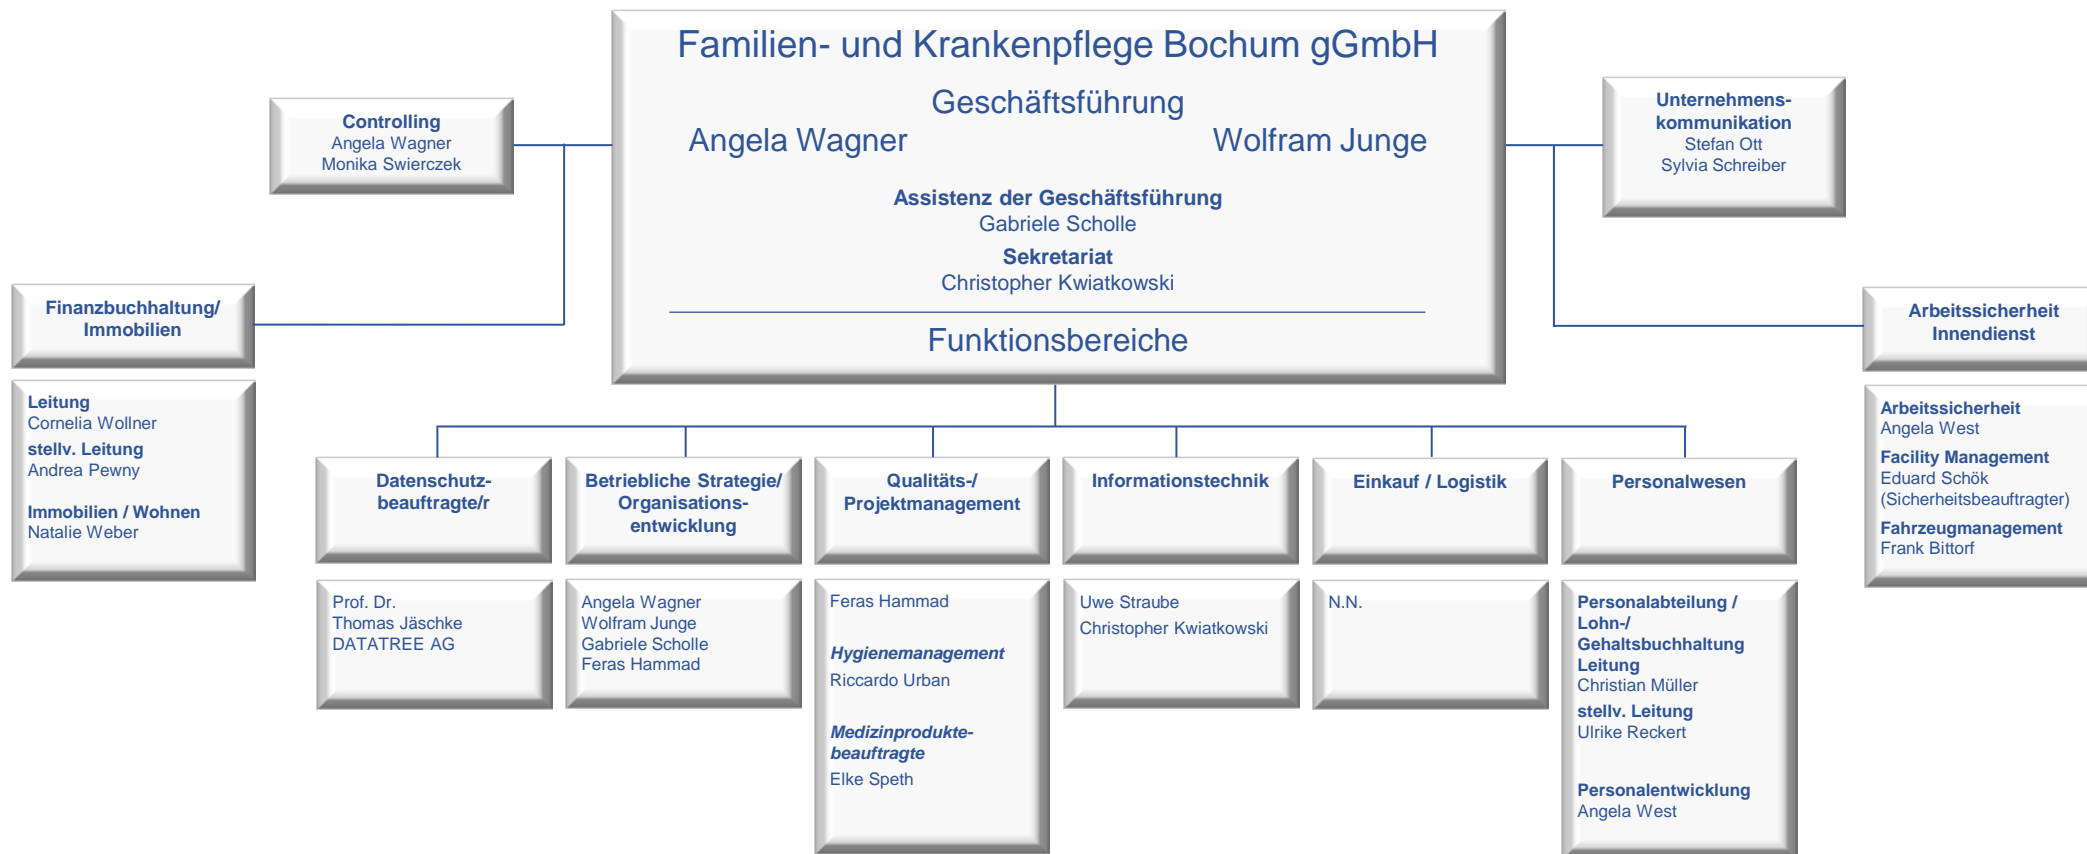 Familien- und Krankenpflege Bochum gGmbH
Geschäftsführung
Angela Wagner
Wolfram Junge
Assistenz der Geschäftsführung
Gabriele Scholle
Sekretariat
Christopher Kwiatkowski
Funktionsbereiche
Controlling
Angela Wagner
Monika Swierczek
Unternehmens-
kommunikation
Stefan Ott
Sylvia Schreiber
Finanzbuchhaltung/
Immobilien
Leitung
Cornelia Wollner
stellv. Leitung
Andrea Pewny
Immobilien / Wohnen
Natalie Weber
Arbeitssicherheit
Innendienst
Arbeitssicherheit
Angela West
Facility Management
Eduard Schök
(Sicherheitsbeauftragter)
Fahrzeugmanagement
Frank Bittorf
Datenschutz-
beauftragte/r
Prof. Dr.
Thomas Jäschke
DATATREE AG
Betriebliche Strategie/
Organisations-
entwicklung
Angela Wagner
Wolfram Junge
Gabriele Scholle
Feras Hammad
Qualitäts-/
Projektmanagement
Feras Hammad
Hygienemanagement
Riccardo Urban
Medizinprodukte-
beauftragte
Elke Speth
Informationstechnik
Uwe Straube
Christopher Kwiatkowski
Einkauf / Logistik
N.N.
Personalwesen
Personalabteilung /
Lohn-/
Gehaltsbuchhaltung
Leitung
Christian Müller
stellv. Leitung
Ulrike Reckert
Personalentwicklung
Angela West